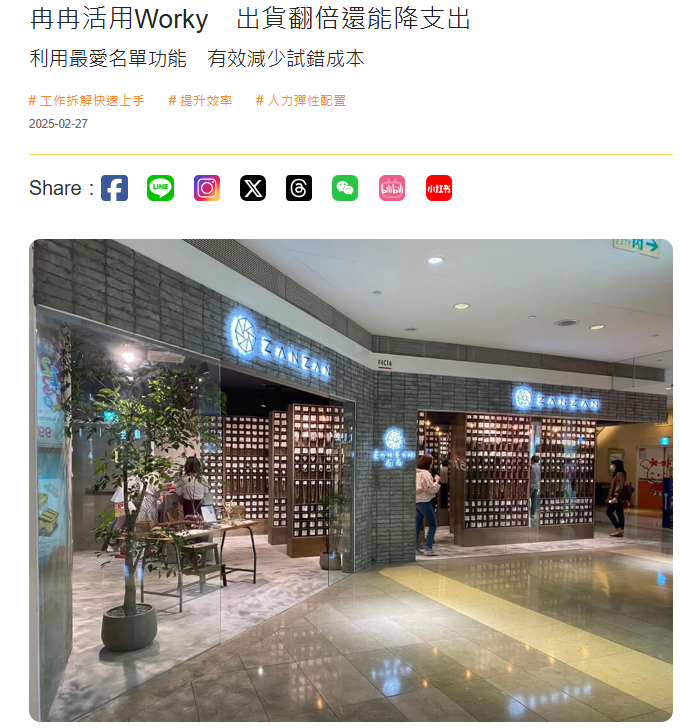 冉冉活用Worky　出貨翻倍還能降支出
利用最愛名單功能　有效減少試錯成本
# 工作拆解快速上手 # 提升效率 # 人力彈性配置
2025-02-27
Share :
LINE
bilibili
小红书
EXIT
ZANZAN
F4C16
ZANZAN
ZANZAN
冉冉